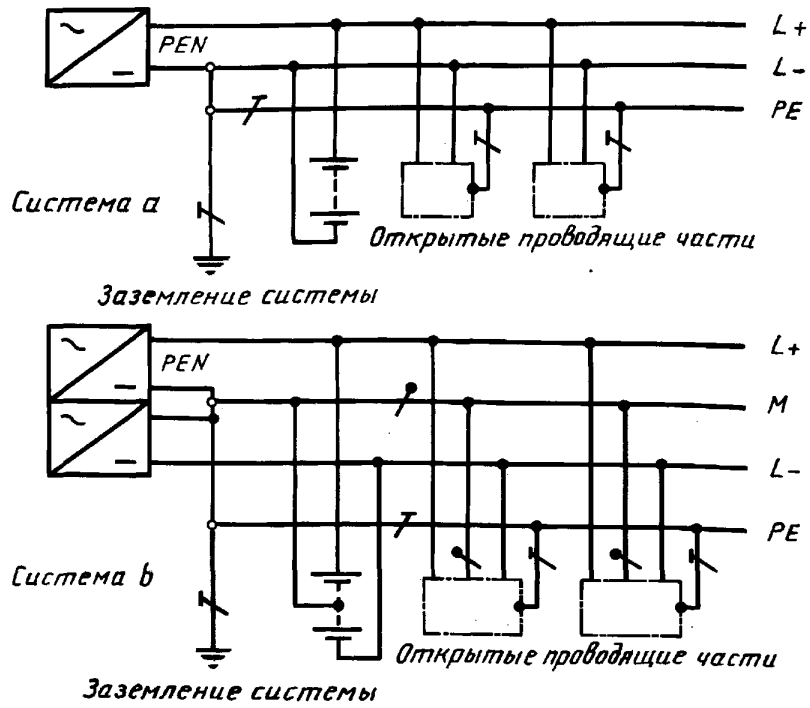 PEN
L+
L-
PE
Система a
Открытые проводящие части
Заземление системы
PEN
L+
M
L-
PE
Система b
Открытые проводящие части
Заземление системы